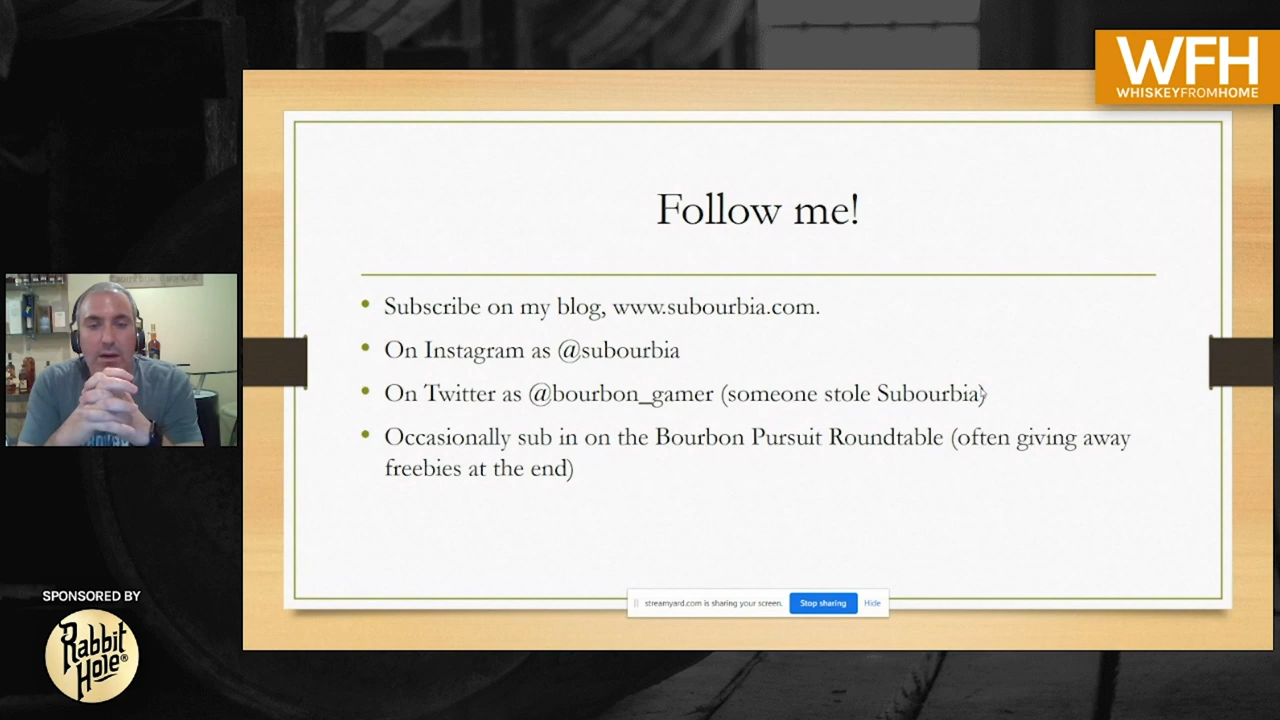 WFH
WHISKEYFROMHOME
Follow me!
• Subscribe on my blog, www.subourbia.com.
• On Instagram as @subourbia
• On Twitter as @bourbon_gamer (someone stole Subourbia)
• Occasionally sub in on the Bourbon Pursuit Roundtable (often giving away
freebies at the end)
streamyard.com is sharing your screen. Stop sharing Hide
SPONSORED BY
Rabbit
Hole®